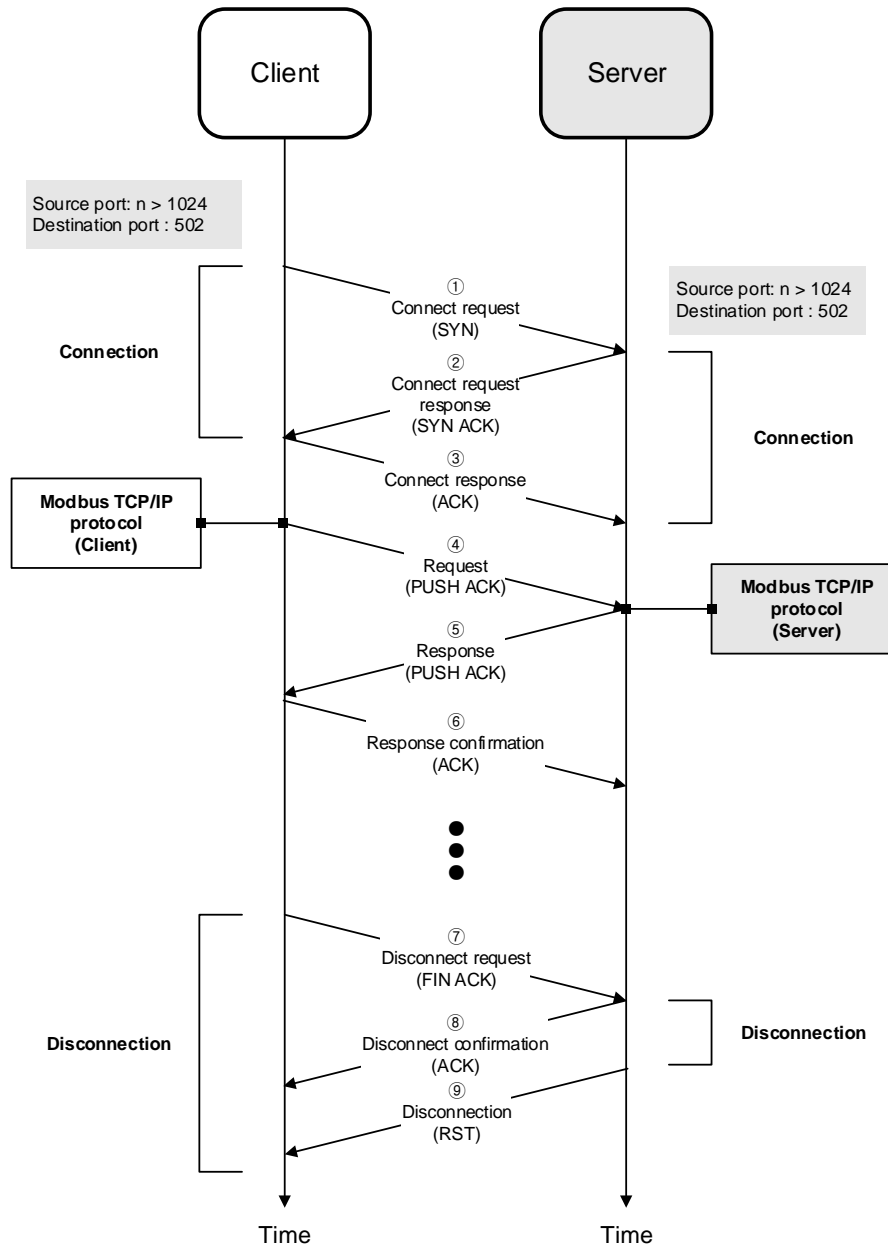 Client
Server
Source port: n > 1024
Destination port : 502
①
Connect request
(SYN)
Source port: n > 1024
Destination port : 502
Connection
②
Connect request
response
(SYN ACK)
Connection
③
Connect response
(ACK)
Modbus TCP/IP
protocol
(Client)
④
Request
(PUSH ACK)
Modbus TCP/IP
protocol
(Server)
⑤
Response
(PUSH ACK)
⑥
Response confirmation
(ACK)
⑦
Disconnect request
(FIN ACK)
Disconnection
⑧
Disconnect confirmation
(ACK)
Disconnection
⑨
Disconnection
(RST)
Time
Time